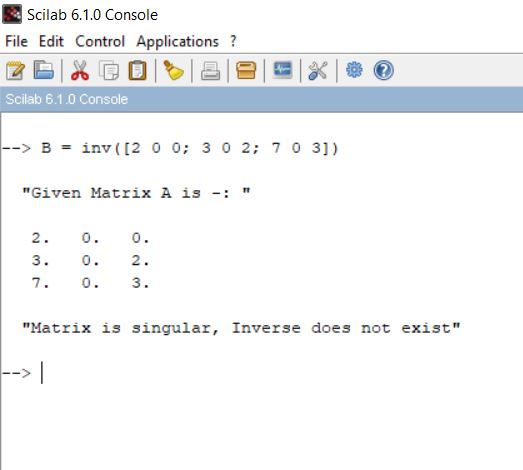 Scilab 6.1.0 Console
File Edit Control Applications ?
Scilab 6.1.0 Console
--> B = inv([2 0 0; 3 0 2; 7 0 3])
"Given Matrix A is -: "
2. 0. 0.
3. 0. 2.
7. 0. 3.
"Matrix is singular, Inverse does not exist"
-->